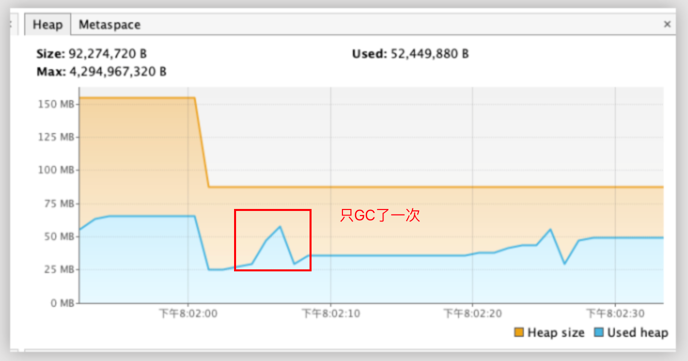 Heap Metaspace ×
Size: 92,274,720 B Used: 52,449,880 B
Max: 4,294,967,320 B
150 MB
125 MB
100 MB
75 MB
50 MB
25 MB
0 MB
只GC了一次
下午8:02:00 下午8:02:10 下午8:02:20 下午8:02:30
Heap size Used heap